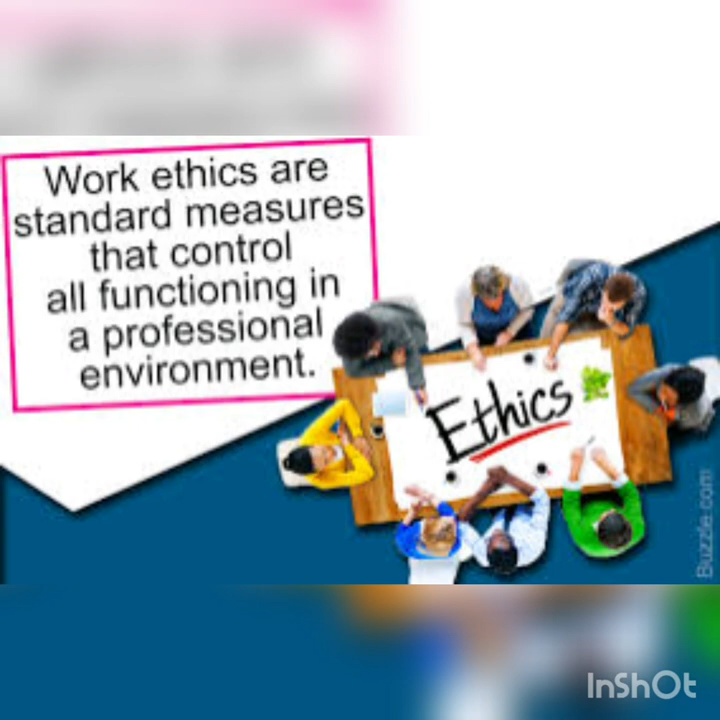 Work ethics are
standard measures
that control
all functioning in
a professional
environment.
Ethics
Buzzle.com
InShOt